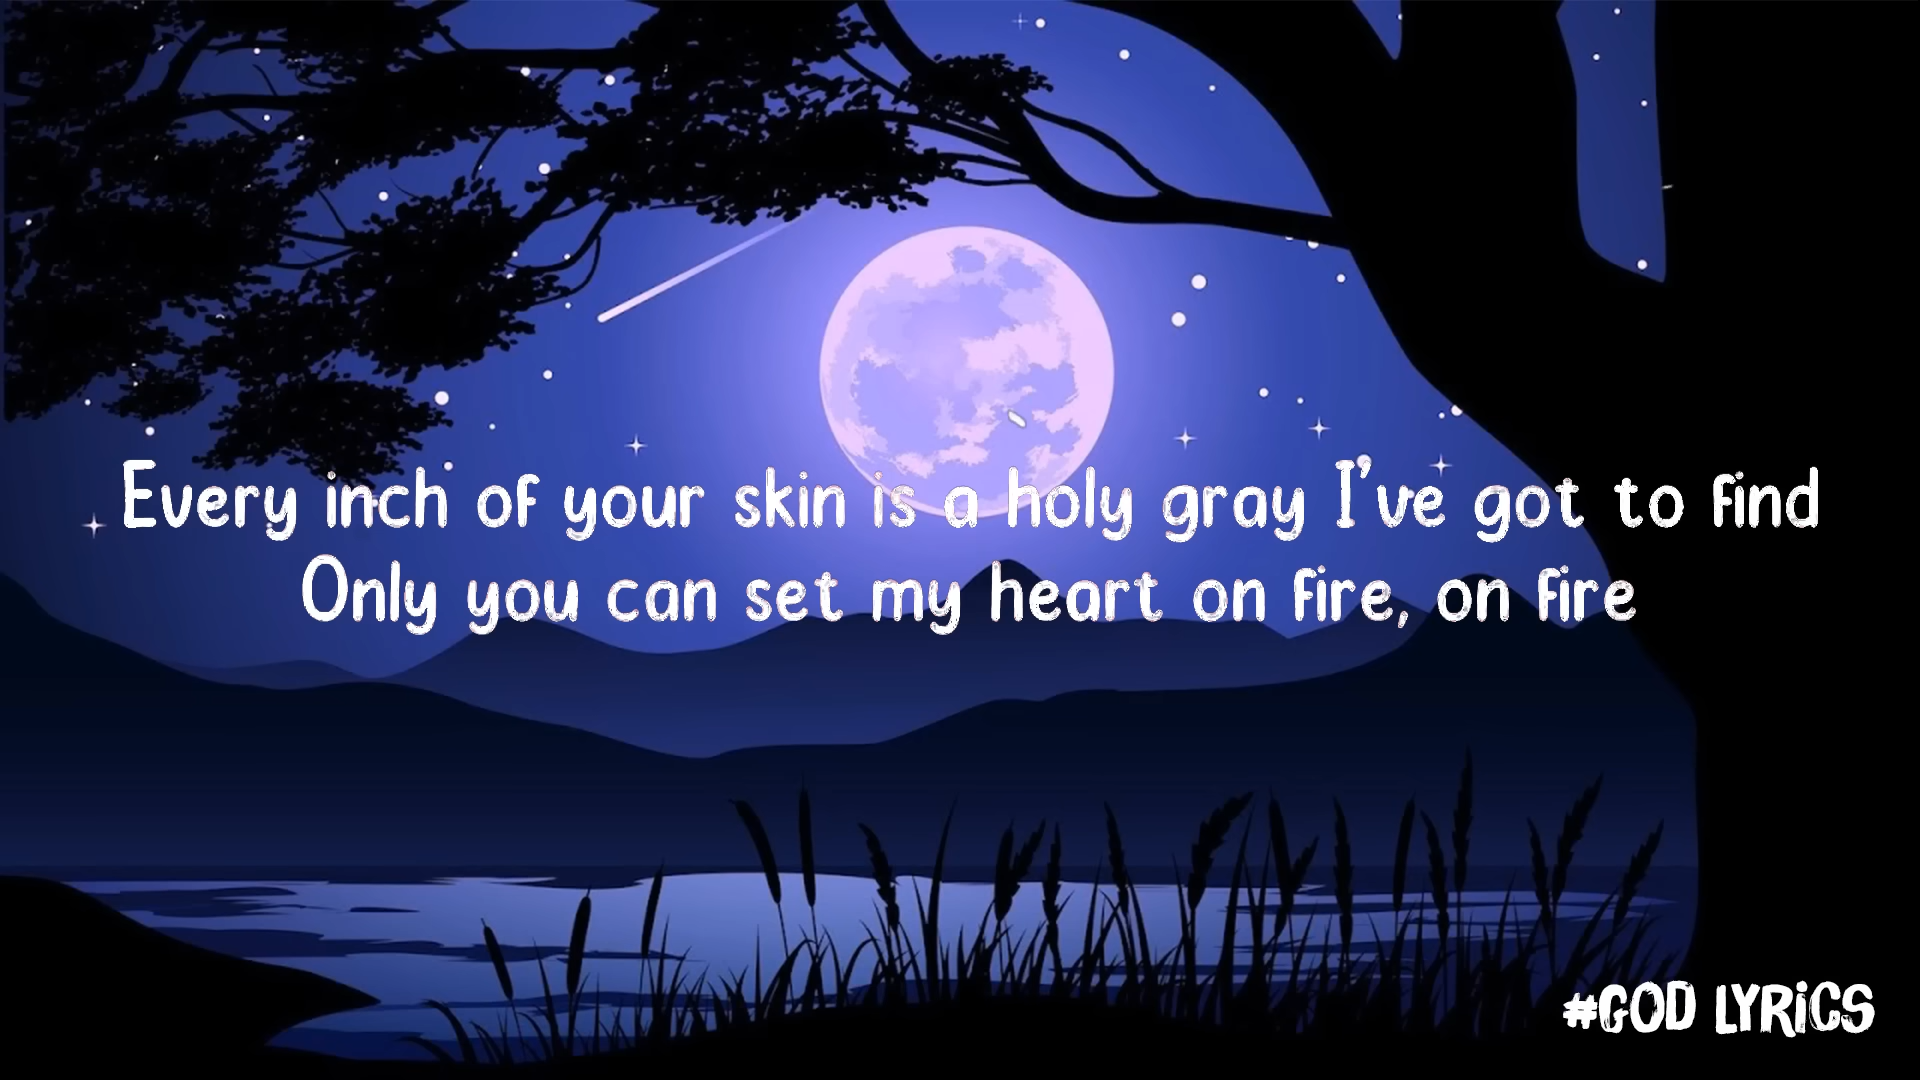 Every inch of your skin is a holy gray I've got to find
Only you can set my heart on fire, on fire
#GOD LYRiCS